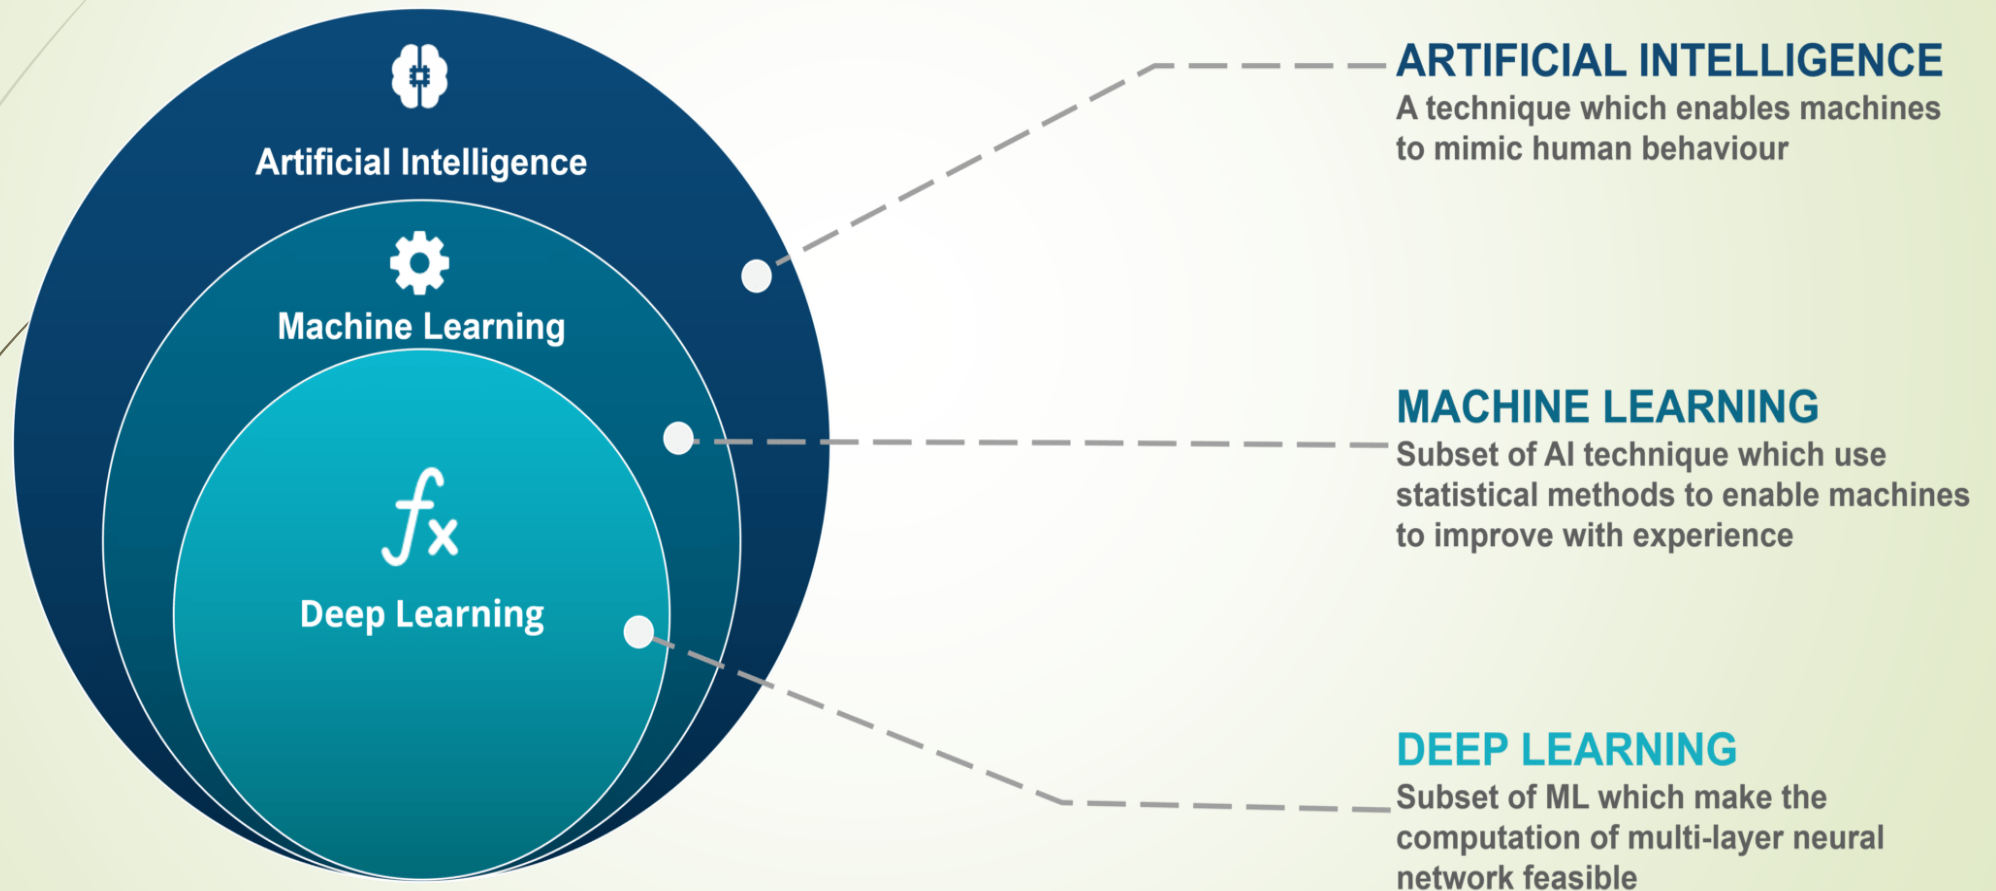 Artificial Intelligence
Machine Learning
fx
Deep Learning
ARTIFICIAL INTELLIGENCE
A technique which enables machines
to mimic human behaviour
MACHINE LEARNING
Subset of AI technique which use
statistical methods to enable machines
to improve with experience
DEEP LEARNING
Subset of ML which make the
computation of multi-layer neural
network feasible